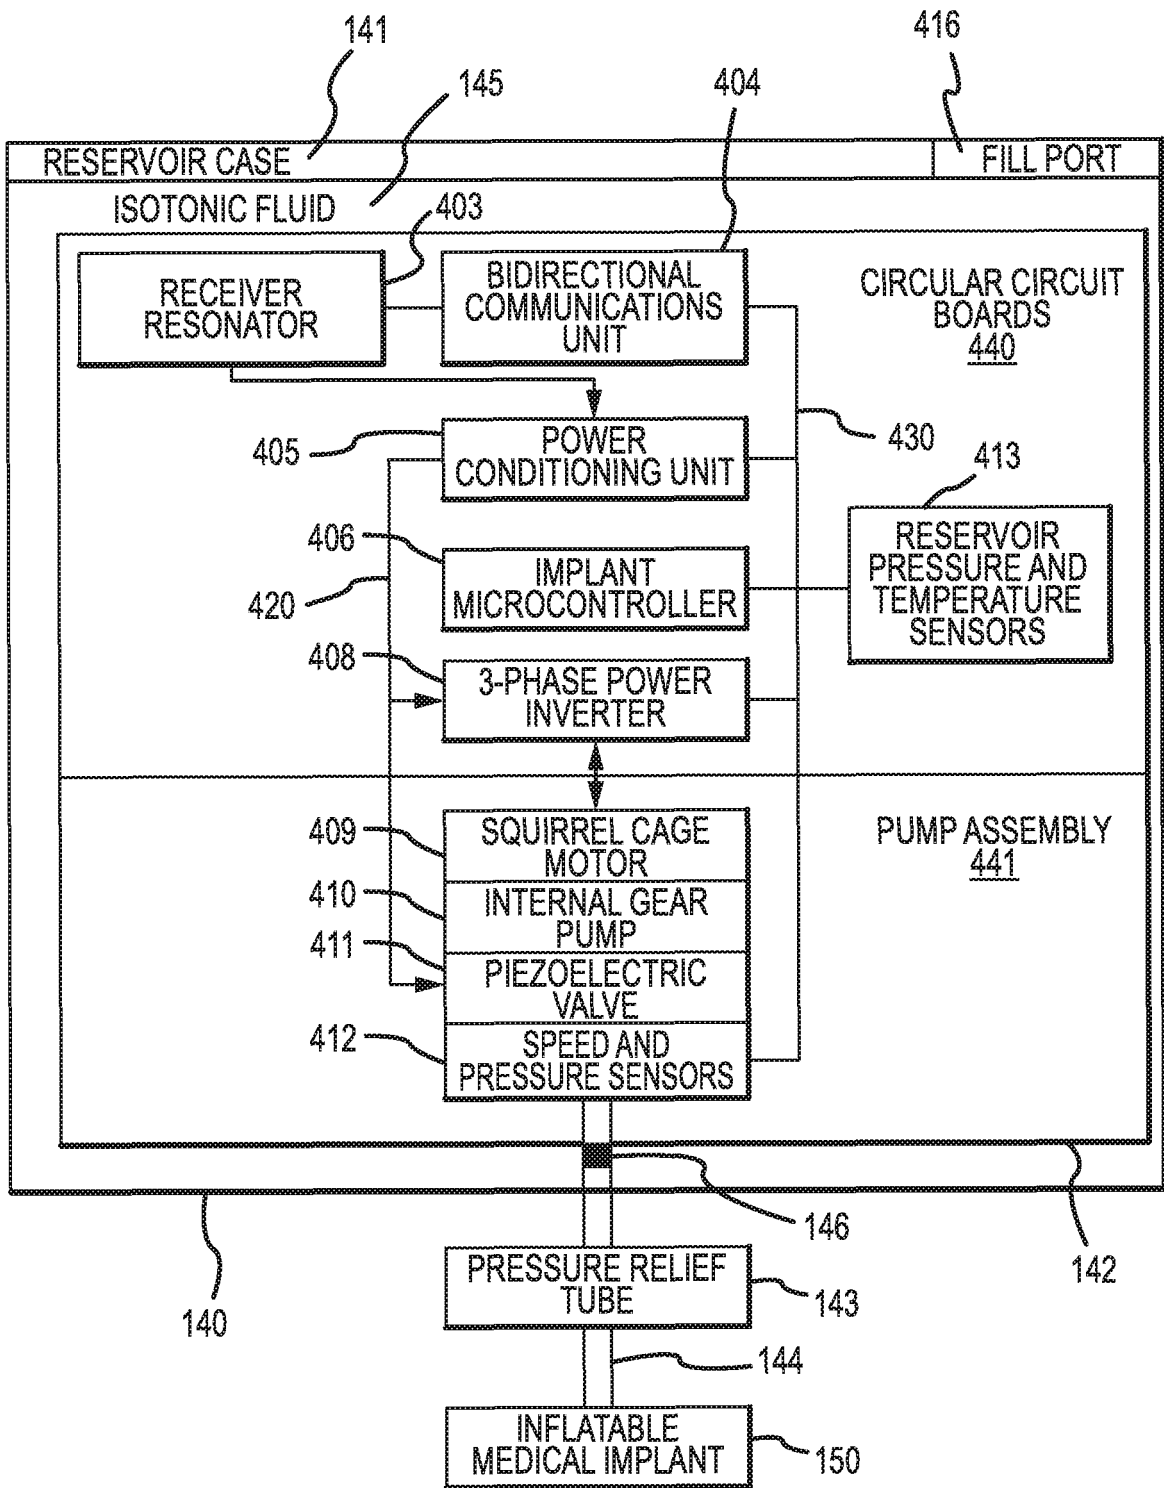 141
416
145
404
RESERVOIR CASE
FILL PORT
ISOTONIC FLUID
403
RECEIVER
RESONATOR
BIDIRECTIONAL
COMMUNICATIONS
UNIT
CIRCULAR CIRCUIT
BOARDS
440
405
POWER
CONDITIONING UNIT
430
413
406
IMPLANT
MICROCONTROLLER
RESERVOIR
PRESSURE AND
TEMPERATURE
SENSORS
420
408
3-PHASE POWER
INVERTER
409
SQUIRREL CAGE
MOTOR
PUMP ASSEMBLY
441
410
INTERNAL GEAR
PUMP
411
PIEZOELECTRIC
VALVE
412
SPEED AND
PRESSURE SENSORS
146
142
140
PRESSURE RELIEF
TUBE
143
144
INFLATABLE
MEDICAL IMPLANT
150